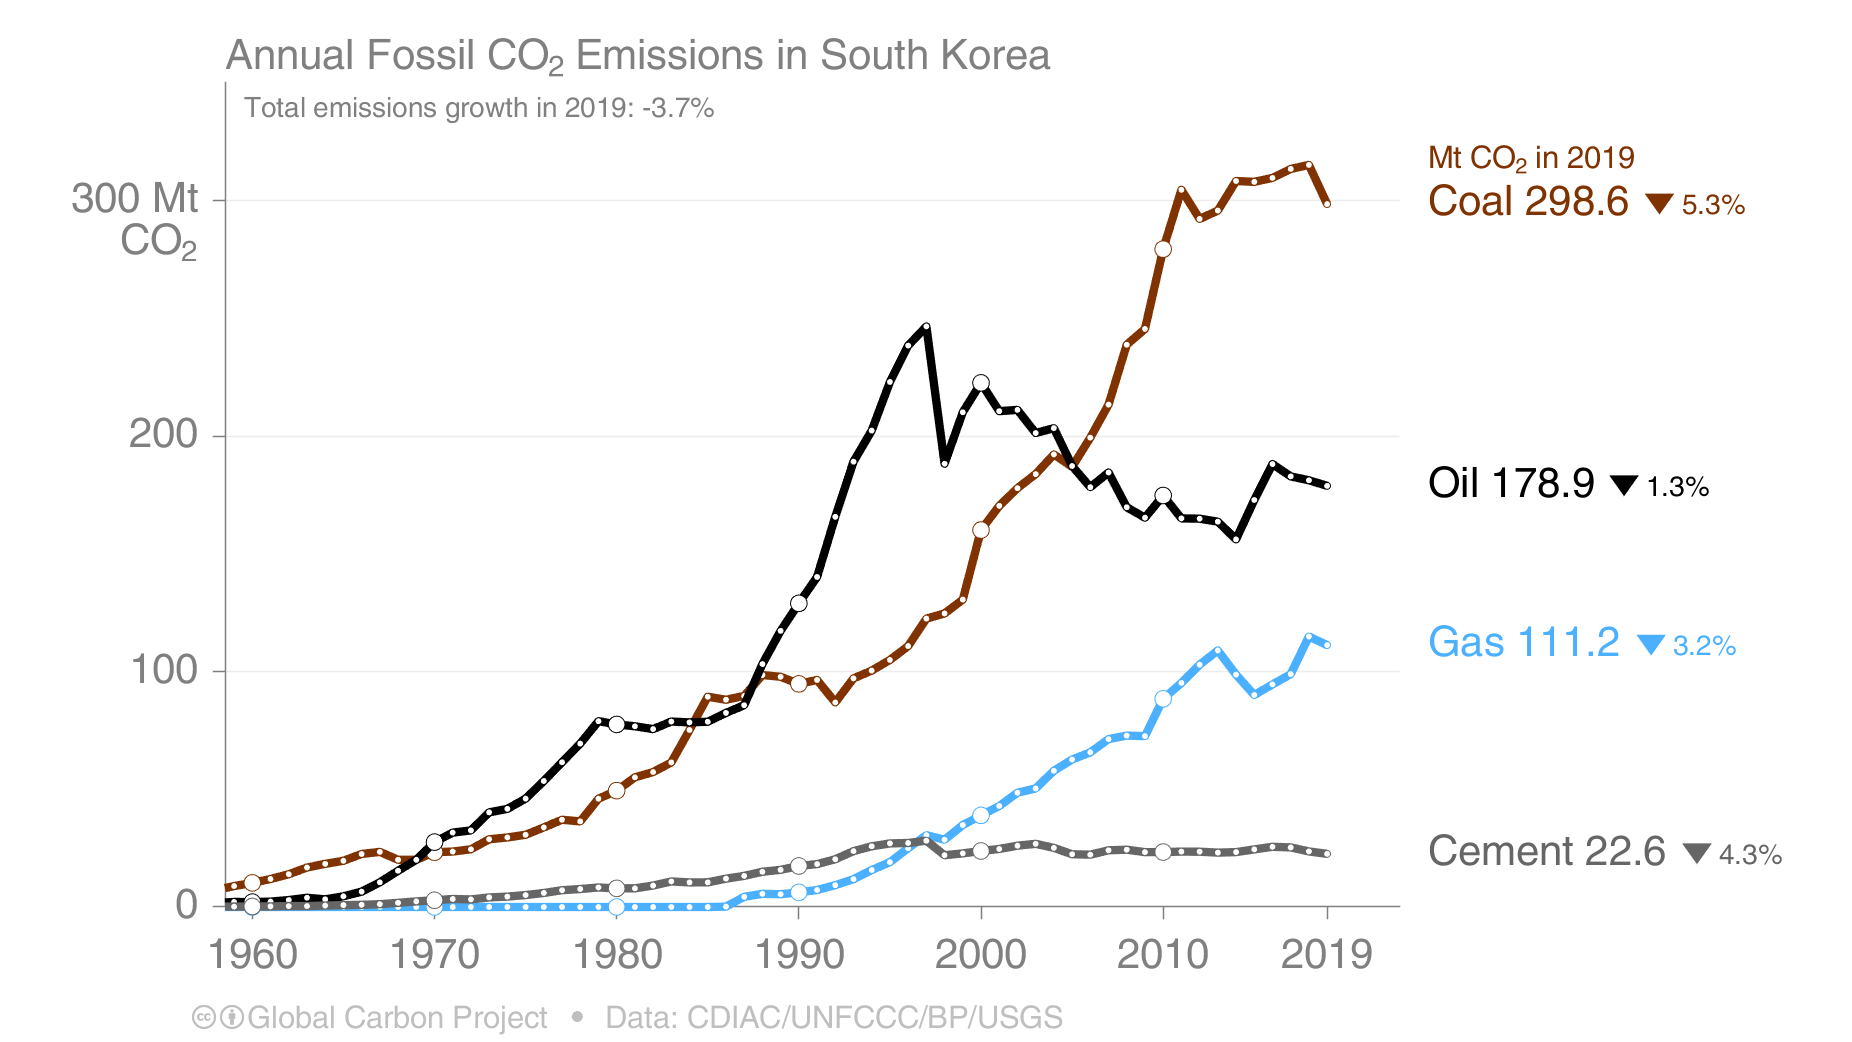 Annual Fossil CO₂ Emissions in South Korea
Total emissions growth in 2019: -3.7%
300 Mt
CO₂
200
100
0
1960 1970 1980 1990 2000 2010 2019
Mt CO₂ in 2019
Coal 298.6 ▼ 5.3%
Oil 178.9 ▼ 1.3%
Gas 111.2 ▼ 3.2%
Cement 22.6 ▼ 4.3%
cc Global Carbon Project • Data: CDIAC/UNFCCC/BP/USGS